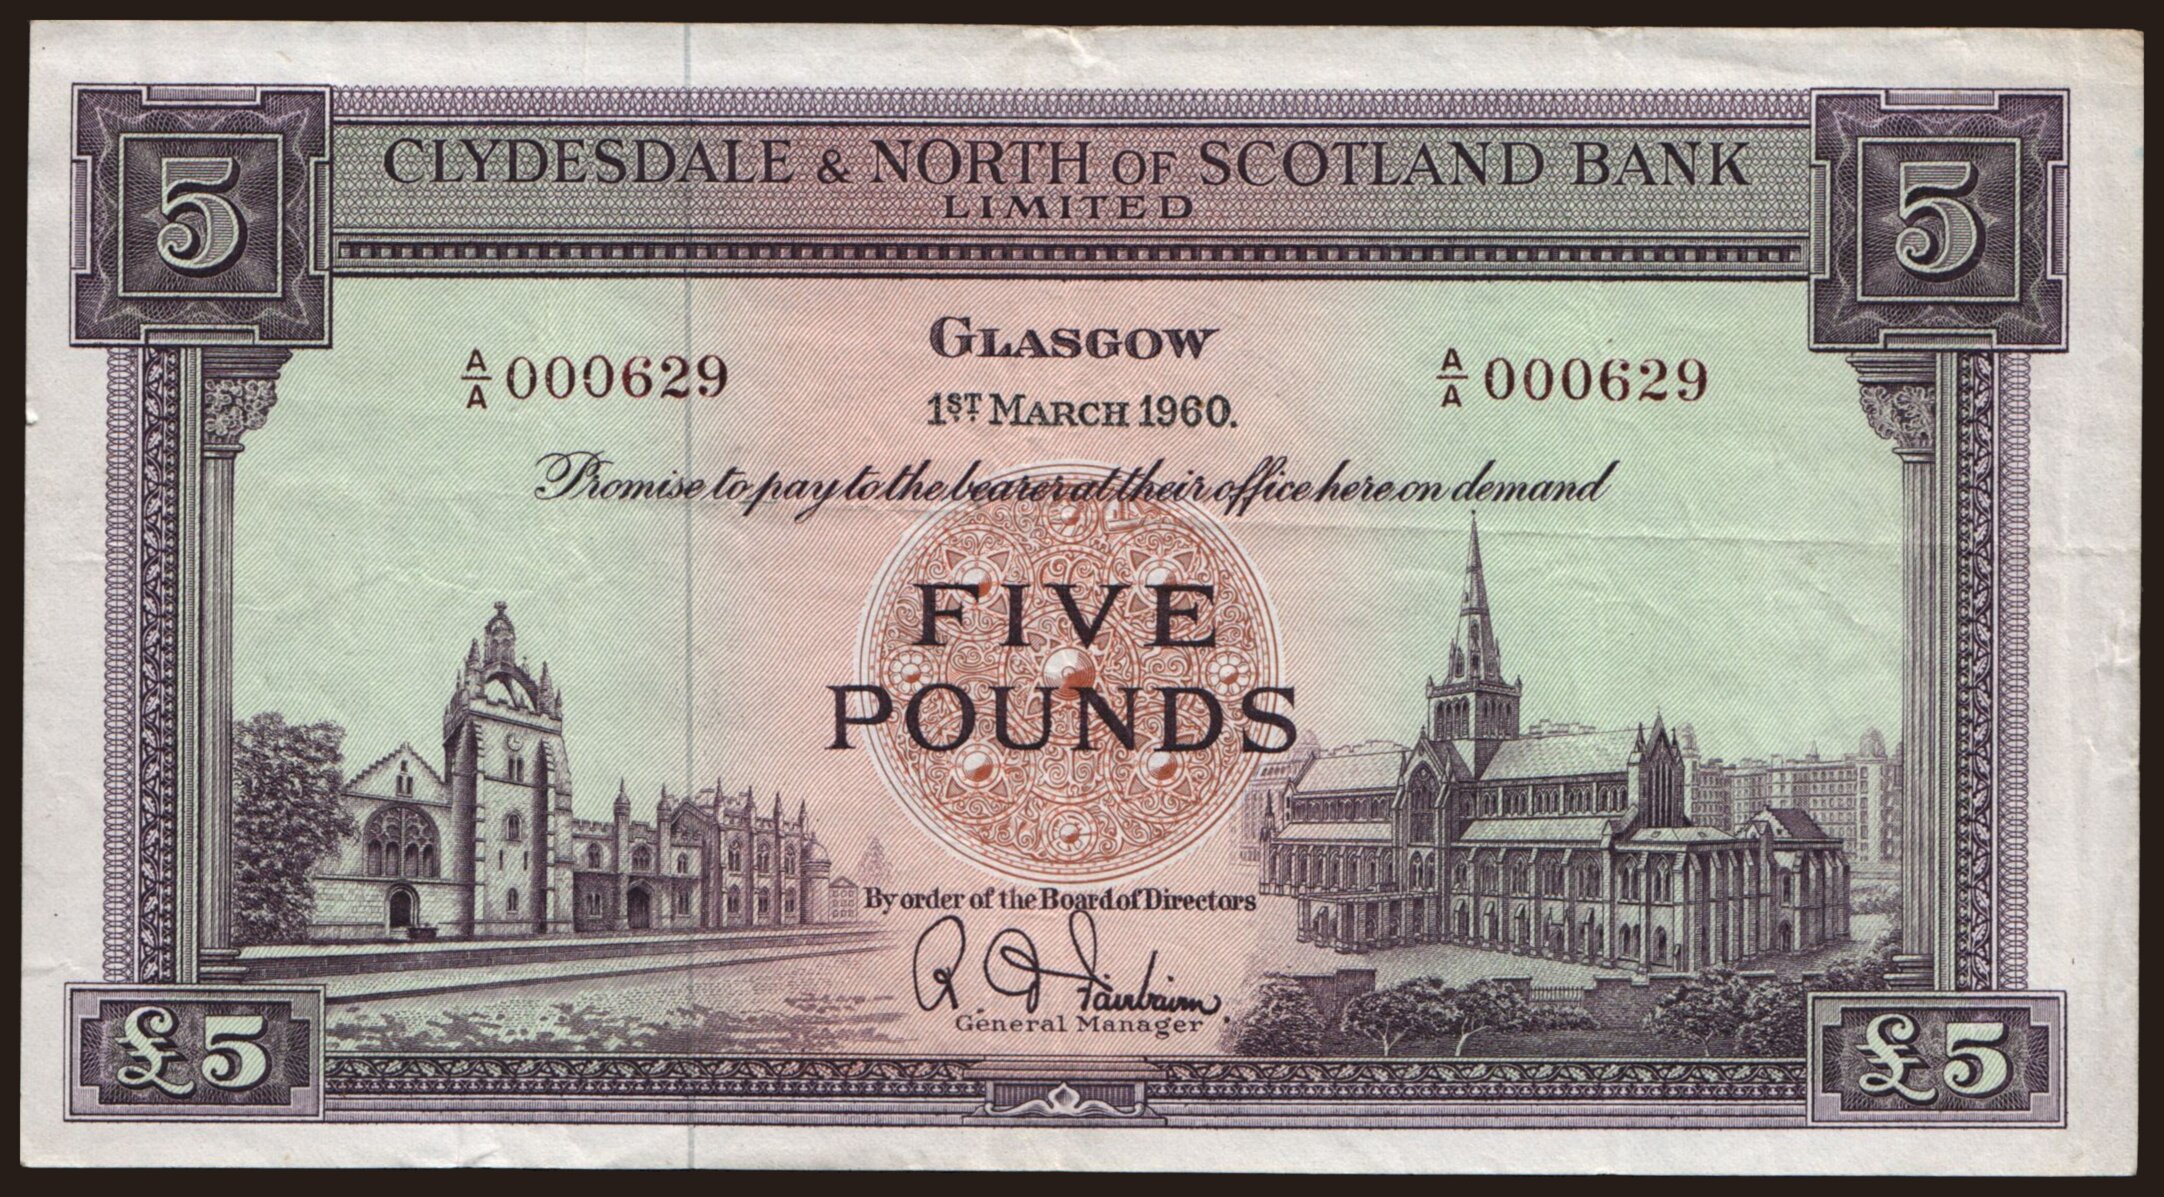 5 5
CLYDESDALE & NORTH OF SCOTLAND BANK
LIMITED
GLASGOW
A/A 000629 A/A 000629
1ST MARCH 1960.
Promise to pay to the bearer at their office here on demand
FIVE
POUNDS
By order of the Board of Directors
R. D. Fairbairn
General Manager
£5 £5